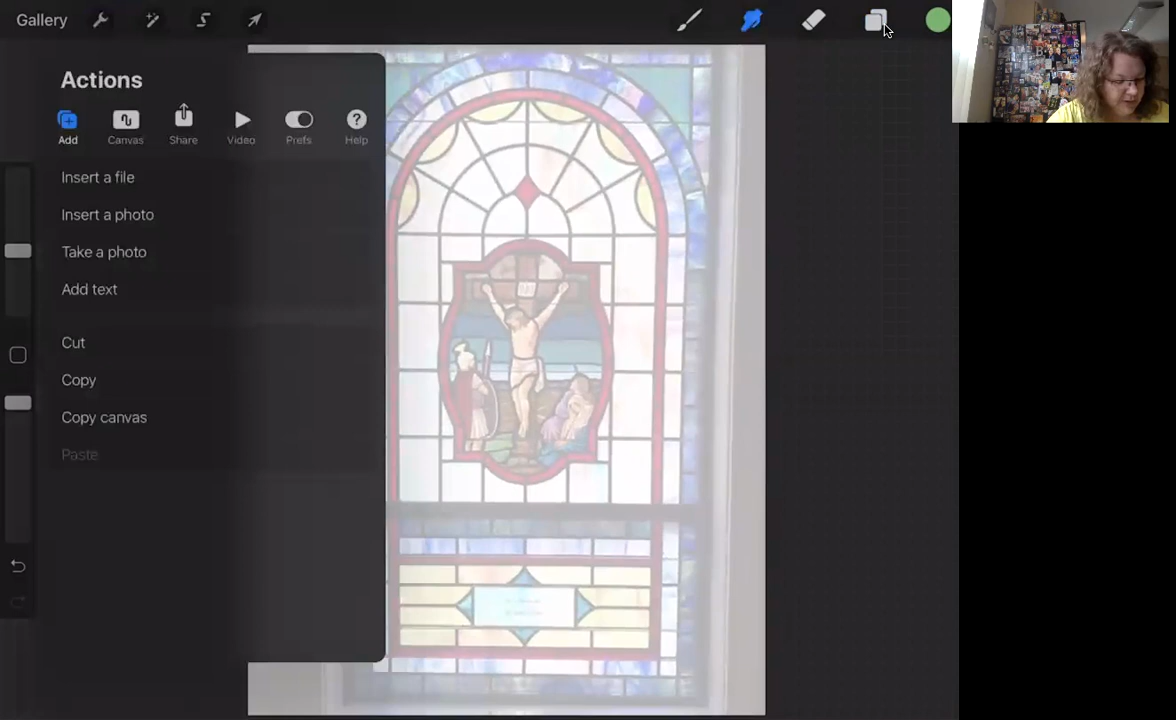 Gallery
Actions
Add Canvas Share Video Prefs Help
Insert a file
Insert a photo
Take a photo
Add text
Cut
Copy
Copy canvas
Paste